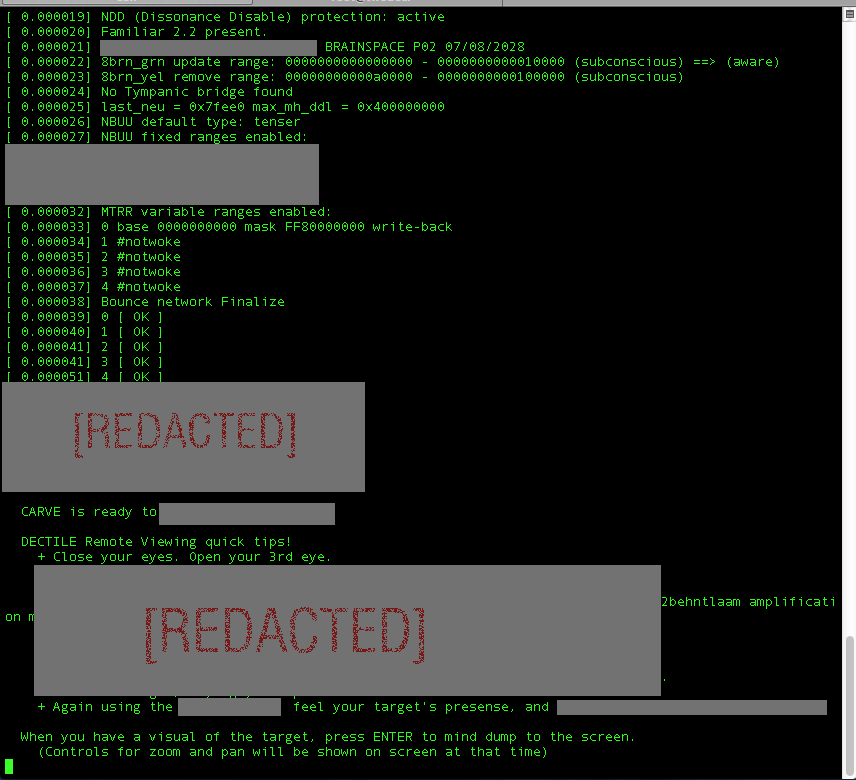 [ 0.000019] NDD (Dissonance Disable) protection: active
[ 0.000020] Familiar 2.2 present.
[ 0.000021] BRAINSPACE P02 07/08/2028
[ 0.000022] 8brn_grn update range: 0000000000000000 - 0000000000010000 (subconscious) ==> (aware)
[ 0.000023] 8brn_yel remove range: 00000000000a0000 - 0000000000100000 (subconscious)
[ 0.000024] No Tympanic bridge found
[ 0.000025] last_neu = 0x7fee0 max_mh_ddl = 0x400000000
[ 0.000026] NBUU default type: tenser
[ 0.000027] NBUU fixed ranges enabled:
[ 0.000032] MTRR variable ranges enabled:
[ 0.000033] 0 base 0000000000 mask FF80000000 write-back
[ 0.000034] 1 #notwoke
[ 0.000035] 2 #notwoke
[ 0.000036] 3 #notwoke
[ 0.000037] 4 #notwoke
[ 0.000038] Bounce network Finalize
[ 0.000039] 0 [ OK ]
[ 0.000040] 1 [ OK ]
[ 0.000041] 2 [ OK ]
[ 0.000041] 3 [ OK ]
[ 0.000051] 4 [ OK ]
[REDACTED]
CARVE is ready to
DECTILE Remote Viewing quick tips!
+ Close your eyes. Open your 3rd eye.
2behntlaam amplificati
on
[REDACTED]
+ Again using the feel your target's presense, and
When you have a visual of the target, press ENTER to mind dump to the screen.
(Controls for zoom and pan will be shown on screen at that time)